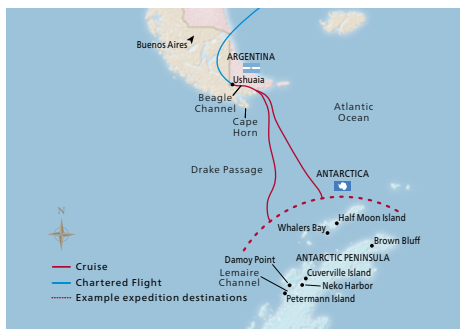 Buenos Aires
ARGENTINA
Ushuaia
Beagle
Channel
Cape
Horn
Atlantic
Ocean
Drake Passage
ANTARCTICA
Half Moon Island
Whalers Bay
Brown Bluff
ANTARCTIC PENINSULA
Damoy Point
Cuverville Island
Lemaire
Channel
Neko Harbor
Petermann Island
N
Cruise
Chartered Flight
Example expedition destinations